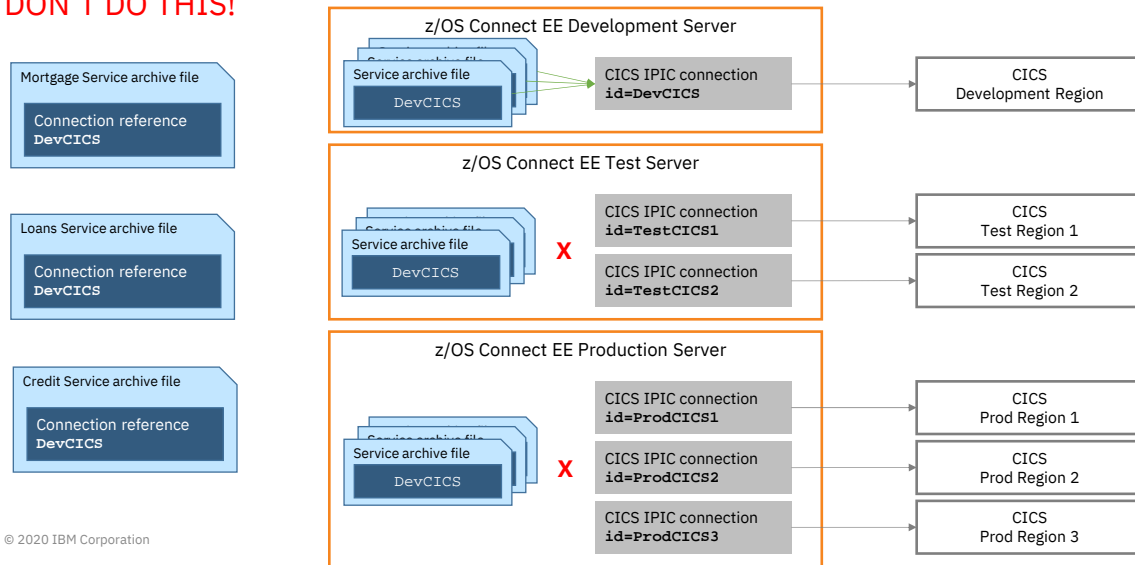 DON'T DO THIS!
Mortgage Service archive file
Connection reference
DevCICS
Loans Service archive file
Connection reference
DevCICS
Credit Service archive file
Connection reference
DevCICS
z/OS Connect EE Development Server
Service archive file
DevCICS
CICS IPIC connection
id=DevCICS
CICS
Development Region
z/OS Connect EE Test Server
Service archive file
DevCICS
X
CICS IPIC connection
id=TestCICS1
CICS IPIC connection
id=TestCICS2
CICS
Test Region 1
CICS
Test Region 2
z/OS Connect EE Production Server
Service archive file
DevCICS
X
CICS IPIC connection
id=ProdCICS1
CICS IPIC connection
id=ProdCICS2
CICS IPIC connection
id=ProdCICS3
CICS
Prod Region 1
CICS
Prod Region 2
CICS
Prod Region 3
© 2020 IBM Corporation